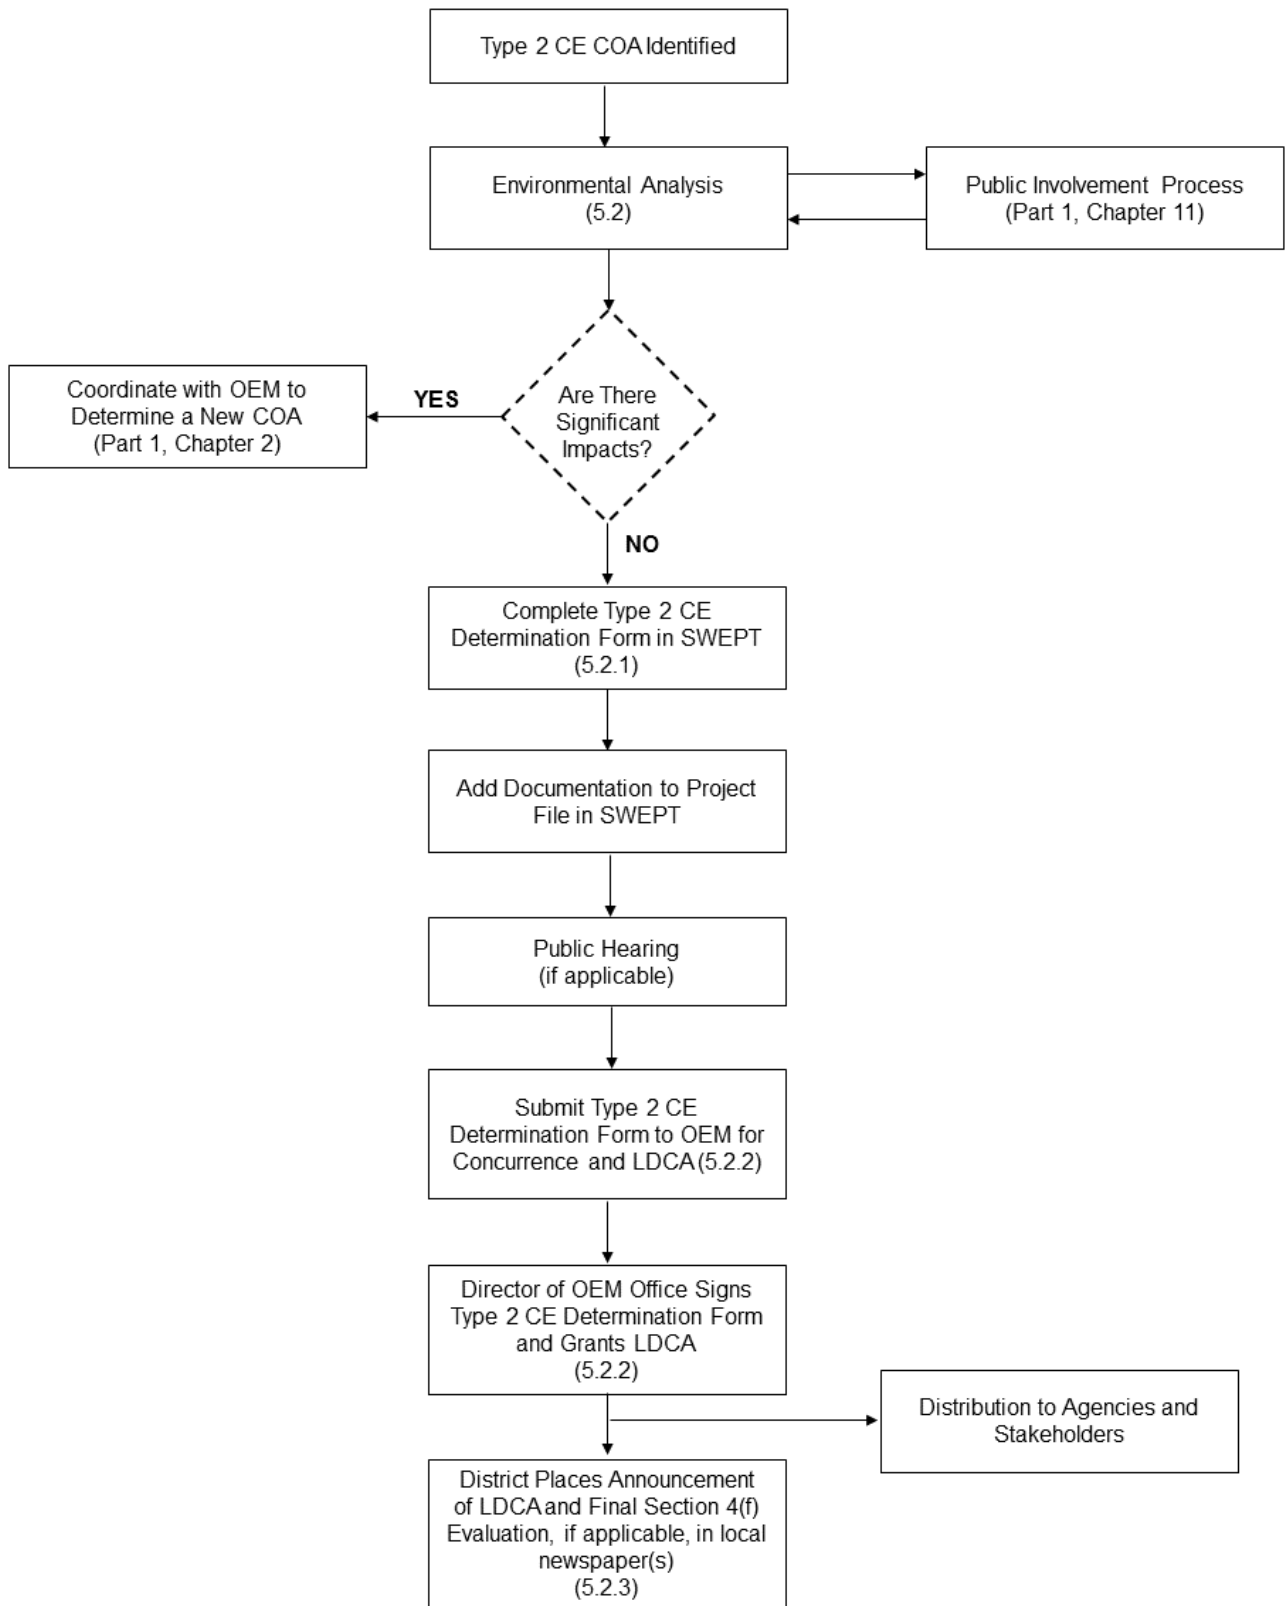 Type 2 CE COA Identified
Environmental Analysis
(5.2)
Public Involvement Process
(Part 1, Chapter 11)
Are There
Significant
Impacts?
YES
Coordinate with OEM to
Determine a New COA
(Part 1, Chapter 2)
NO
Complete Type 2 CE
Determination Form in SWEPT
(5.2.1)
Add Documentation to Project
File in SWEPT
Public Hearing
(if applicable)
Submit Type 2 CE
Determination Form to OEM for
Concurrence and LDCA (5.2.2)
Director of OEM Office Signs
Type 2 CE Determination Form
and Grants LDCA
(5.2.2)
Distribution to Agencies and
Stakeholders
District Places Announcement
of LDCA and Final Section 4(f)
Evaluation, if applicable, in local
newspaper(s)
(5.2.3)